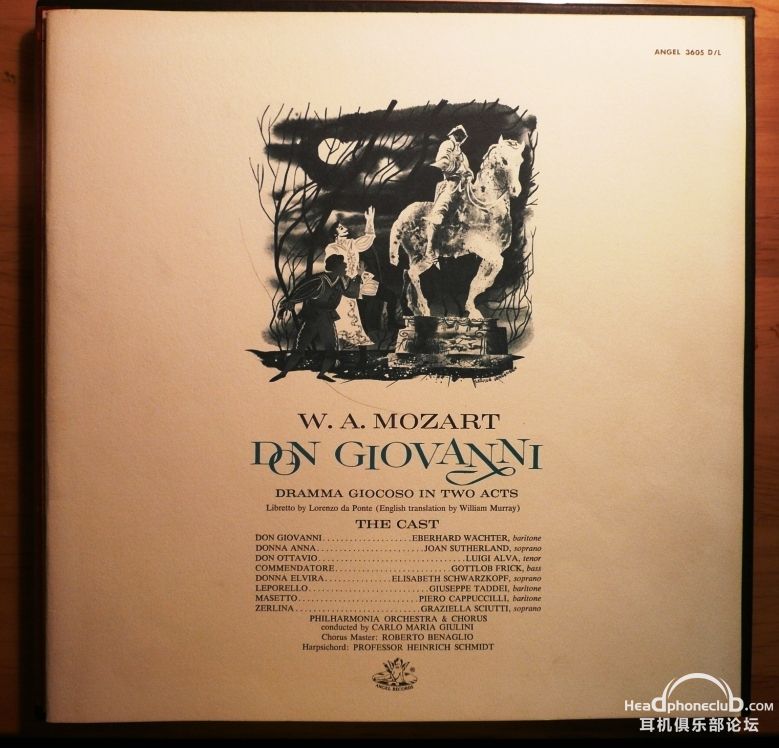 ANGEL 3605 D/L
W. A. MOZART
DON GIOVANNI
DRAMMA GIOCOSO IN TWO ACTS
Libretto by Lorenzo da Ponte (English translation by William Murray)
THE CAST
DON GIOVANNI....................EBERHARD WACHTER, baritone
DONNA ANNA........................JOAN SUTHERLAND, soprano
DON OTTAVIO.................................LUIGI ALVA, tenor
COMMENDATORE.............................GOTTLOB FRICK, bass
DONNA ELVIRA...............ELISABETH SCHWARZKOPF, soprano
LEPORELLO...........................GIUSEPPE TADDEI, baritone
MASETTO...........................PIERO CAPPUCCILLI, baritone
ZERLINA............................GRAZIELLA SCIUTTI, soprano
PHILHARMONIA ORCHESTRA & CHORUS
conducted by CARLO MARIA GIULINI
Chorus Master: ROBERTO BENAGLIO
Harpsichord: PROFESSOR HEINRICH SCHMIDT
ANGEL RECORDS
HeadphonecluD.com
耳机俱乐部论坛